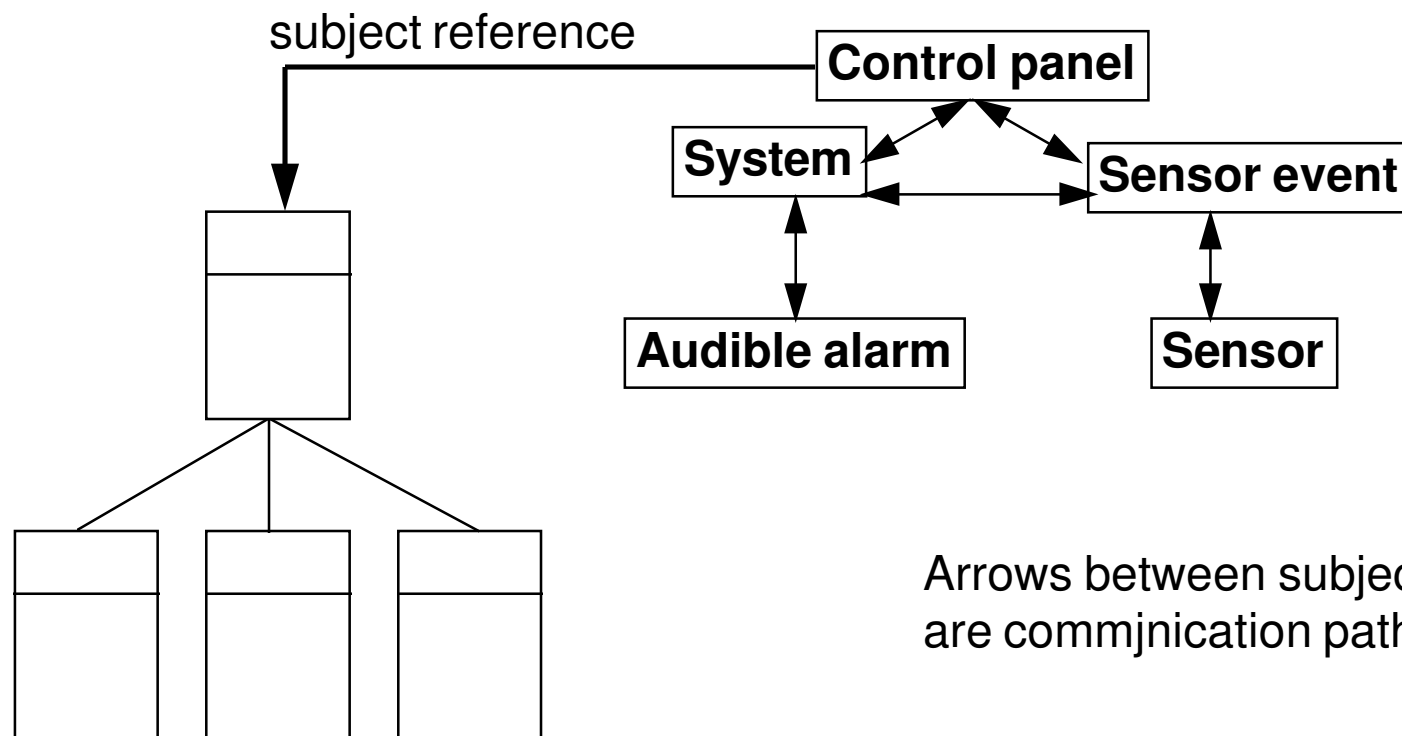 subject reference
Control panel
System
Sensor event
Audible alarm
Sensor
Arrows between subjec
are commjnication path